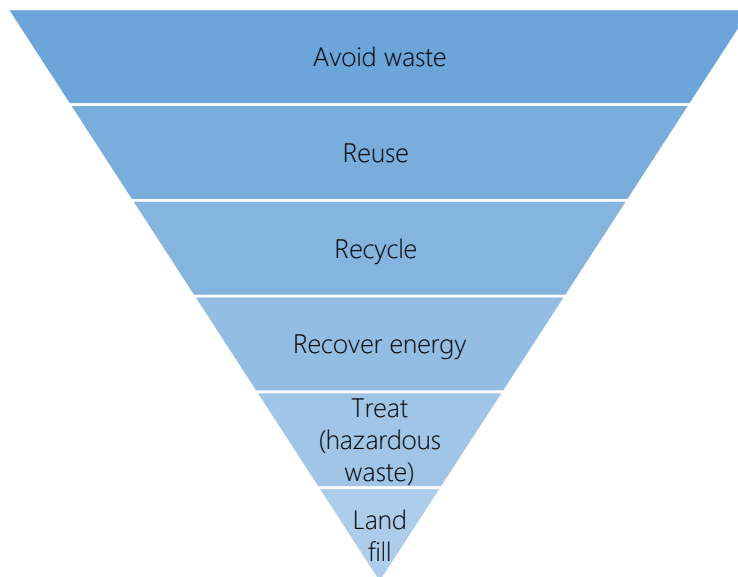 Avoid waste
Reuse
Recycle
Recover energy
Treat
(hazardous
waste)
Land
fill